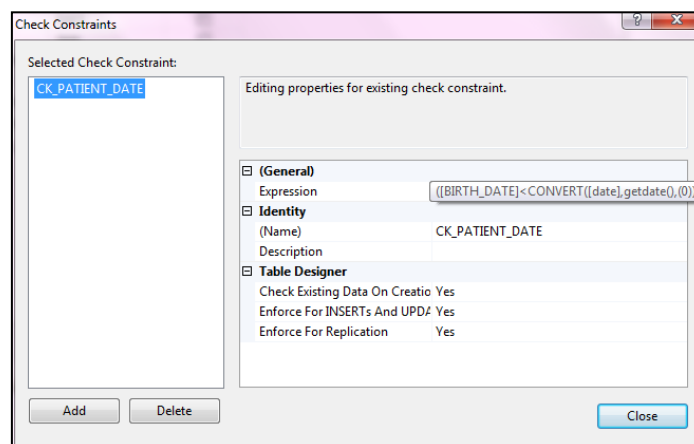 Check Constraints
Selected Check Constraint:
CK_PATIENT_DATE
Editing properties for existing check constraint.
(General)
Expression ([BIRTH_DATE]<CONVERT([date],getdate(),(0))
Identity
(Name) CK_PATIENT_DATE
Description
Table Designer
Check Existing Data On Creatio Yes
Enforce For INSERTs And UPDA Yes
Enforce For Replication Yes
Add Delete
Close